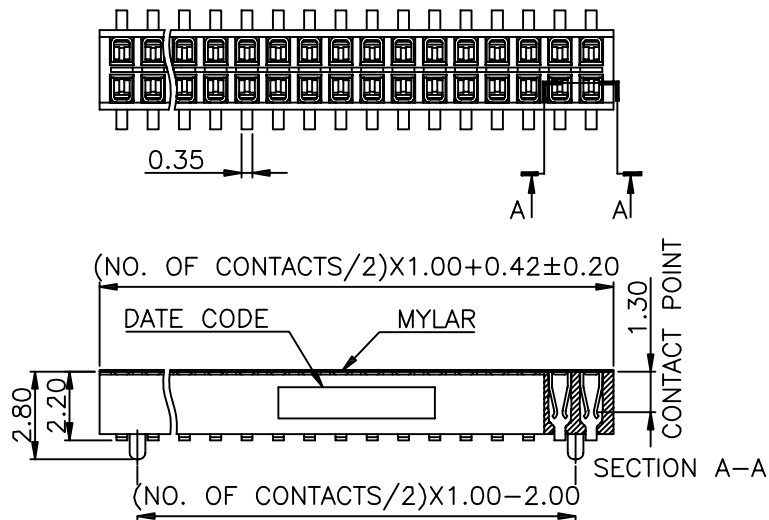 0.35
A A
(NO. OF CONTACTS/2)X1.00+0.42±0.20
DATE CODE
MYLAR
1.30
CONTACT POINT
2.80
2.20
SECTION A-A
(NO. OF CONTACTS/2)X1.00-2.00